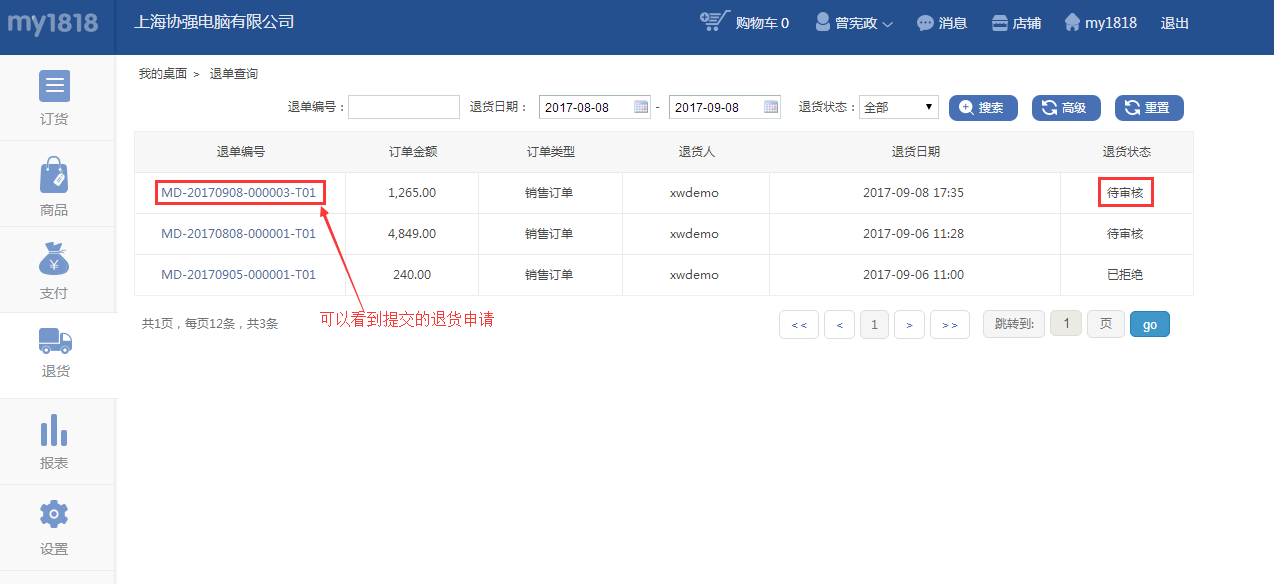 my1818 上海协强电脑有限公司 购物车 0 曾宪政 消息 店铺 my1818 退出
订货
商品
支付
退货
报表
设置
我的桌面 > 退单查询
退单编号： 退货日期： 2017-08-08 - 2017-09-08 退货状态： 全部 搜索 高级 重置
退单编号 订单金额 订单类型 退货人 退货日期 退货状态
MD-20170908-000003-T01 1,265.00 销售订单 xwdemo 2017-09-08 17:35 待审核
MD-20170808-000001-T01 4,849.00 销售订单 xwdemo 2017-09-06 11:28 待审核
MD-20170905-000001-T01 240.00 销售订单 xwdemo 2017-09-06 11:00 已拒绝
可以看到提交的退货申请
共1页，每页12条，共3条 << < 1 > >> 跳转到: 1 页 go